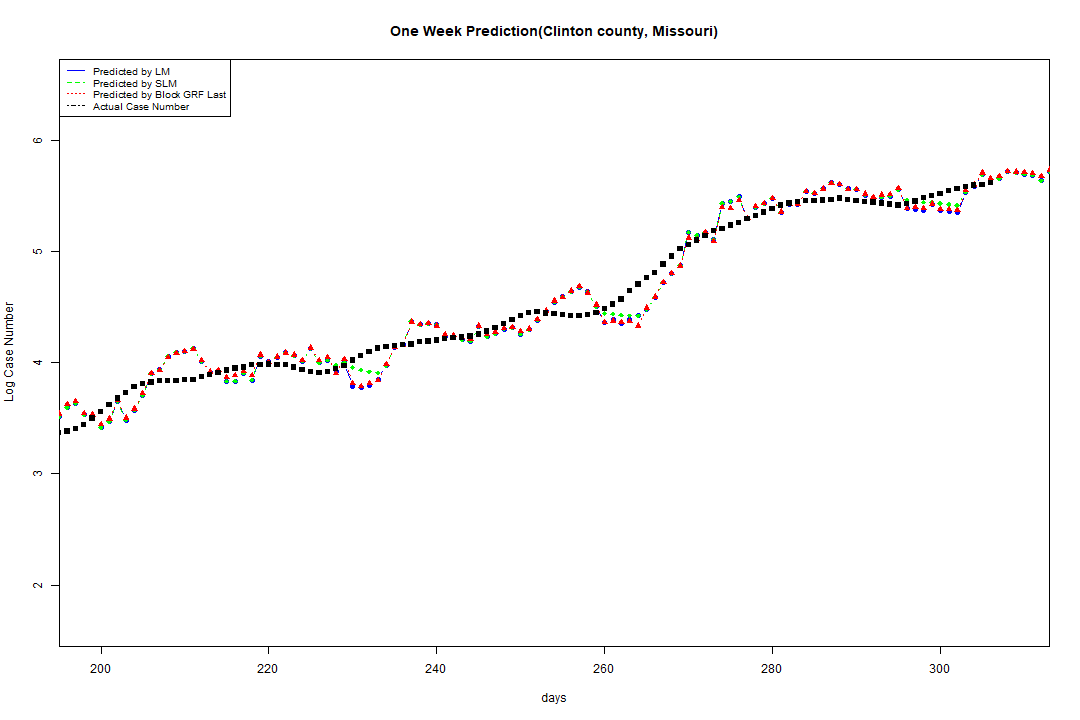 One Week Prediction(Clinton county, Missouri)
Predicted by LM
Predicted by SLM
Predicted by Block GRF Last
Actual Case Number
6
5
4
3
2
Log Case Number
200 220 240 260 280 300
days